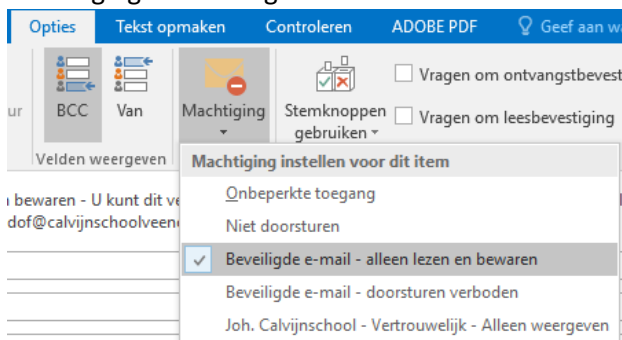 Opties Tekst opmaken Controleren ADOBE PDF Geef aan
BCC Van Machtiging Stemknoppen gebruiken
Vragen om ontvangstbevest
Vragen om leesbevestiging
Velden weergeven
Machtiging instellen voor dit item
Onbeperkte toegang
bewaren - U kunt dit ve
Niet doorsturen
dof@calvijnschoolveen
Beveiligde e-mail - alleen lezen en bewaren
Beveiligde e-mail - doorsturen verboden
Joh. Calvijnschool - Vertrouwelijk - Alleen weergeven